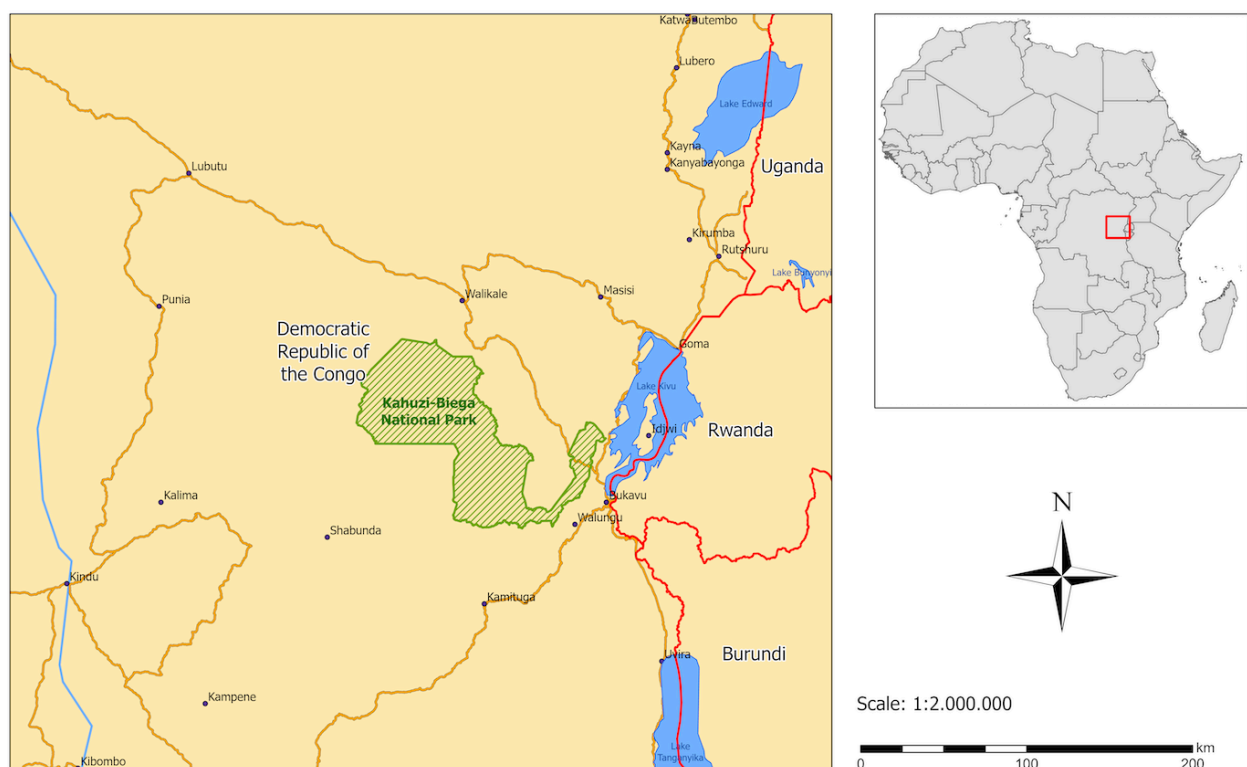 KatwaButembo
Lubero
Lake Edward
Kayna
Kanyabayonga
Uganda
Lubutu
Kirumba
Rutshuru
Lake Bunyonyi
Punia
Walikale
Masisi
Democratic
Republic of
the Congo
Goma
Lake Kivu
Kahuzi-Biega
National Park
Idjwi
Rwanda
Kalima
Bukavu
Walungu
Shabunda
Kindu
Kamituga
Uvira
Burundi
Kampene
Lake
Tanganyika
Kibombo
N
Scale: 1:2.000.000
km
0
100
200